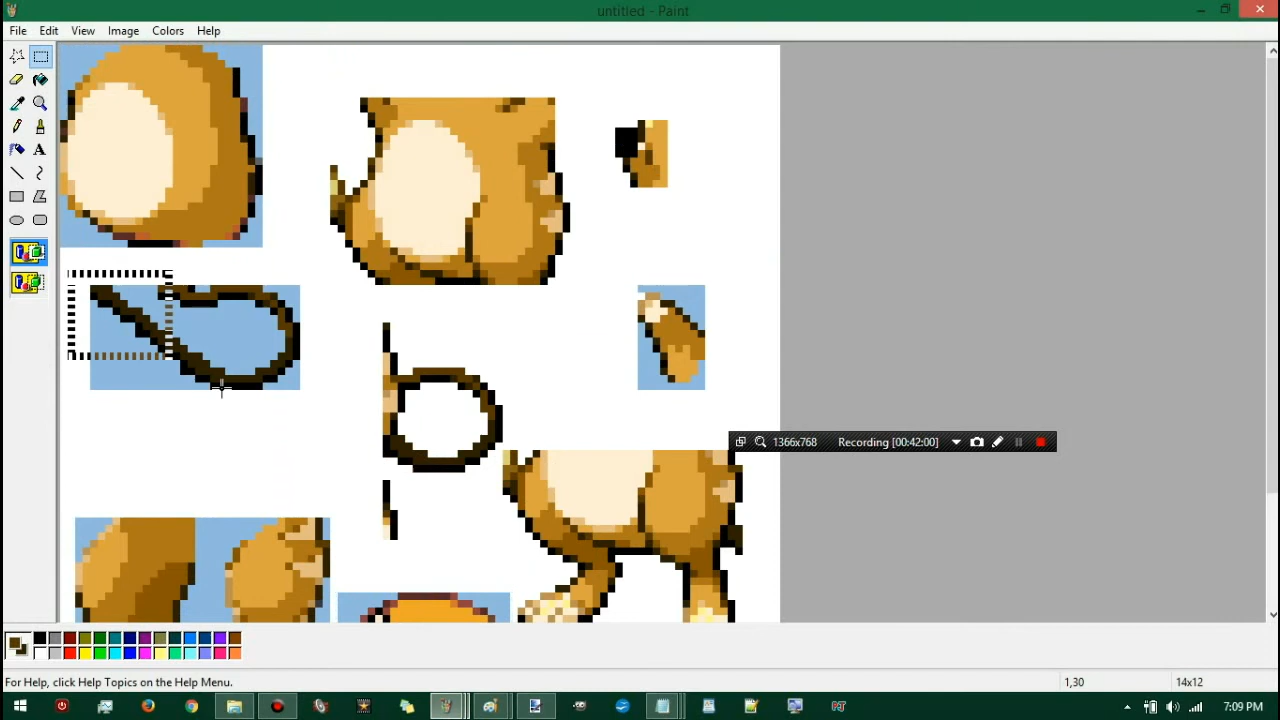 untitled - Paint
File Edit View Image Colors Help
1366x768 Recording [00:42:00]
For Help, click Help Topics on the Help Menu. 1,30 14x12
7:09 PM